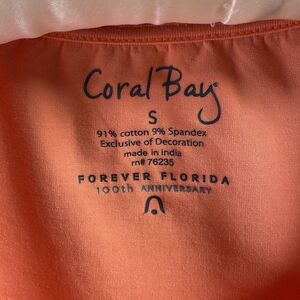 Coral Bay
S
91% cotton 9% Spandex
Exclusive of Decoration
made in india
rn# 76235
FOREVER FLORIDA
100th ANNIVERSARY